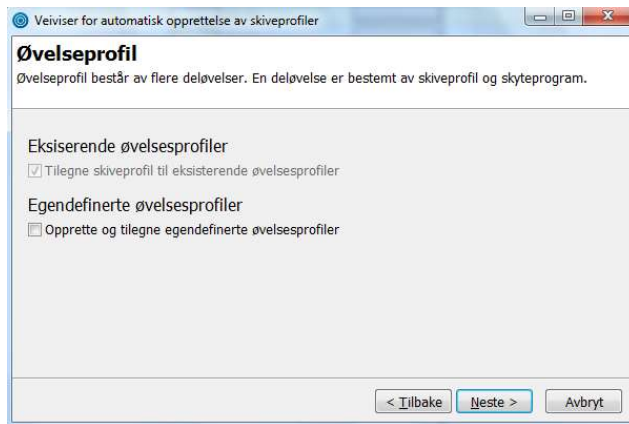 Veiviser for automatisk opprettelse av skiveprofiler
Øvelseprofil
Øvelseprofil består av flere deløvelser. En deløvelse er bestemt av skiveprofil og skyteprogram.
Eksiserende øvelsesprofiler
Tilegne skiveprofil til eksisterende øvelsesprofiler
Egendefinerte øvelsesprofiler
Opprette og tilegne egendefinerte øvelsesprofiler
< Tilbake Neste > Avbryt